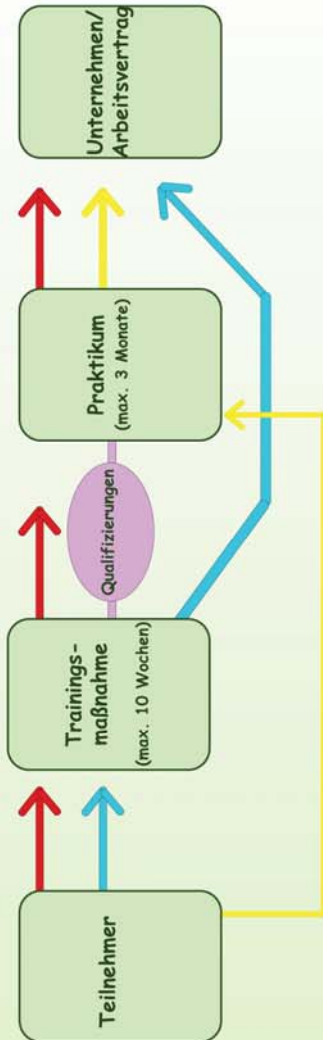 Teilnehmer
Trainings-
maßnahme
(max. 10 Wochen)
Qualifizierungen
Praktikum
(max. 3 Monate)
Unternehmen/
Arbeitsvertrag